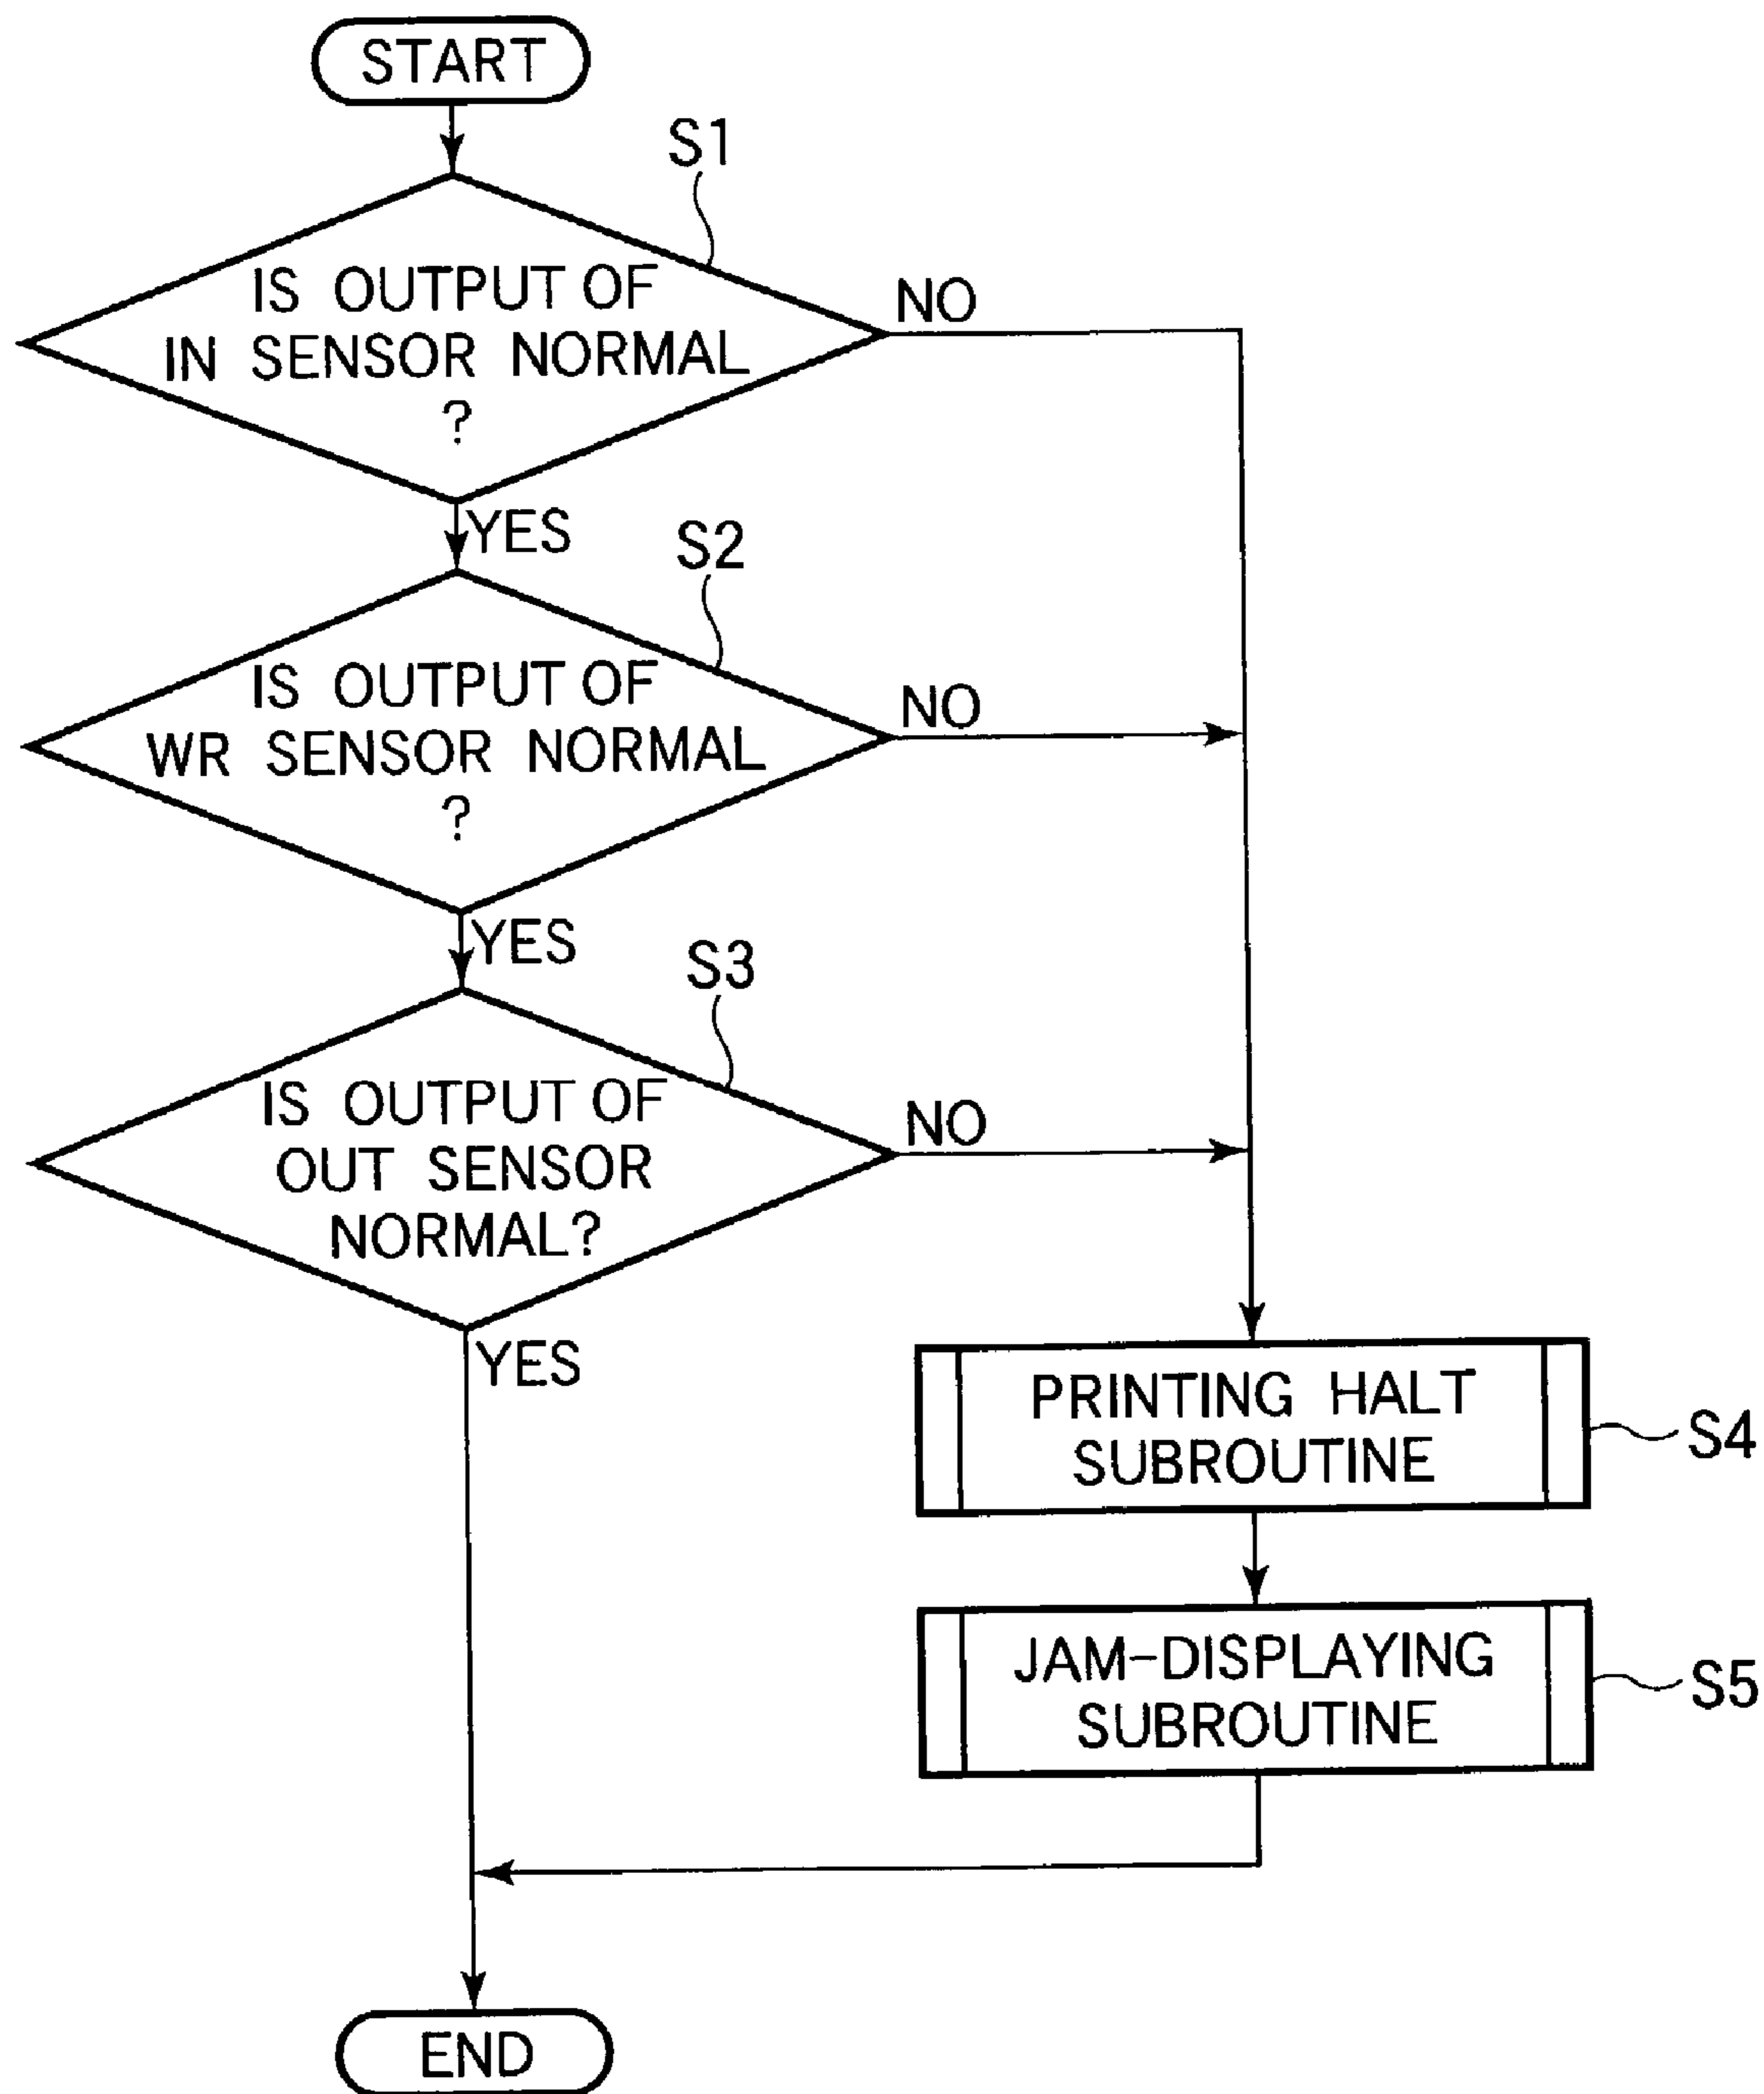 START
S1
IS OUTPUT OF
IN SENSOR NORMAL
?
NO
YES
S2
IS OUTPUT OF
WR SENSOR NORMAL
?
NO
YES
S3
IS OUTPUT OF
OUT SENSOR
NORMAL?
NO
YES
PRINTING HALT
SUBROUTINE
S4
JAM-DISPLAYING
SUBROUTINE
S5
END